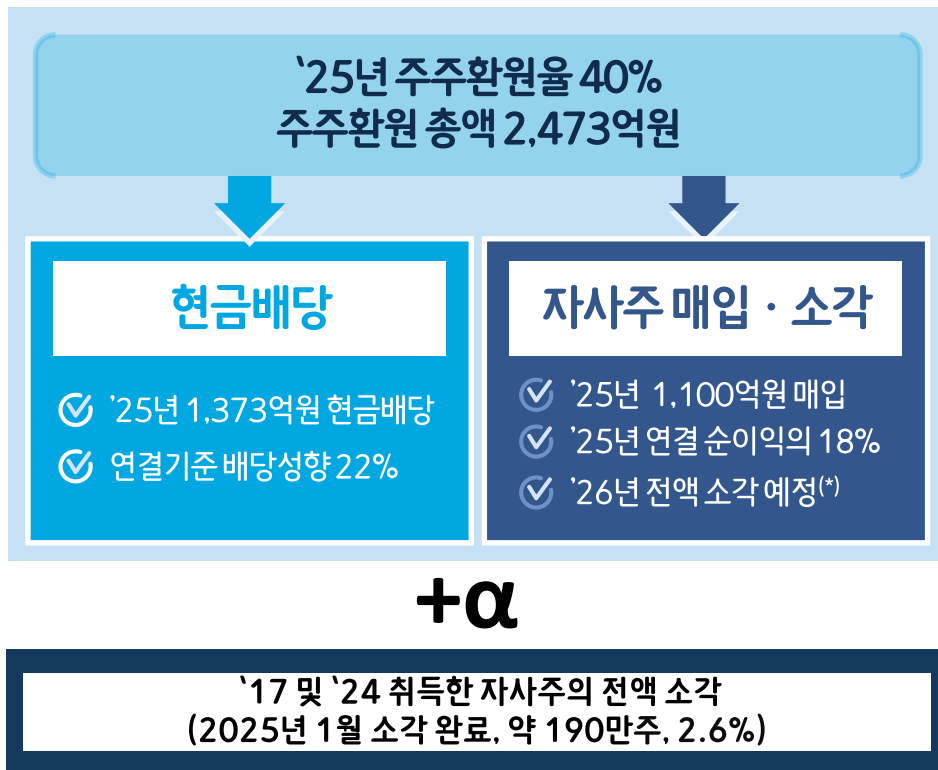 ‘25년 주주환원율 40%
주주환원 총액 2,473억원
현금배당
’25년 1,373억원 현금배당
연결기준 배당성향 22%
자사주 매입 · 소각
’25년 1,100억원 매입
’25년 연결 순이익의 18%
’26년 전액 소각 예정(*)
+α
‘17 및 ‘24 취득한 자사주의 전액 소각
(2025년 1월 소각 완료, 약 190만주, 2.6%)